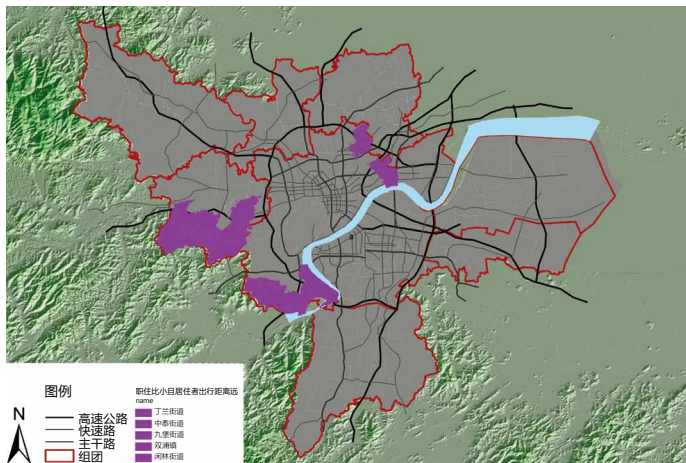 图例
高速公路
快速路
主干路
组团
N
职住比小且居住者出行距离远
name
丁兰街道
中泰街道
九堡街道
双浦镇
闲林街道